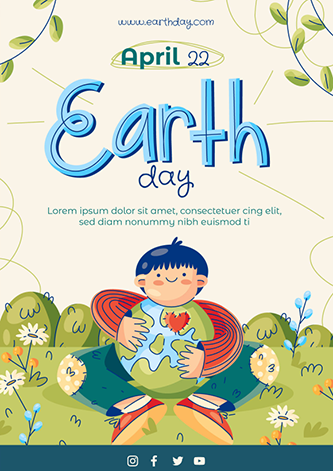 www.earthday.com
April 22
Earth
day
Lorem ipsum dolor sit amet, consectetuer elit,
sed diam nonummy nibh euismod ti